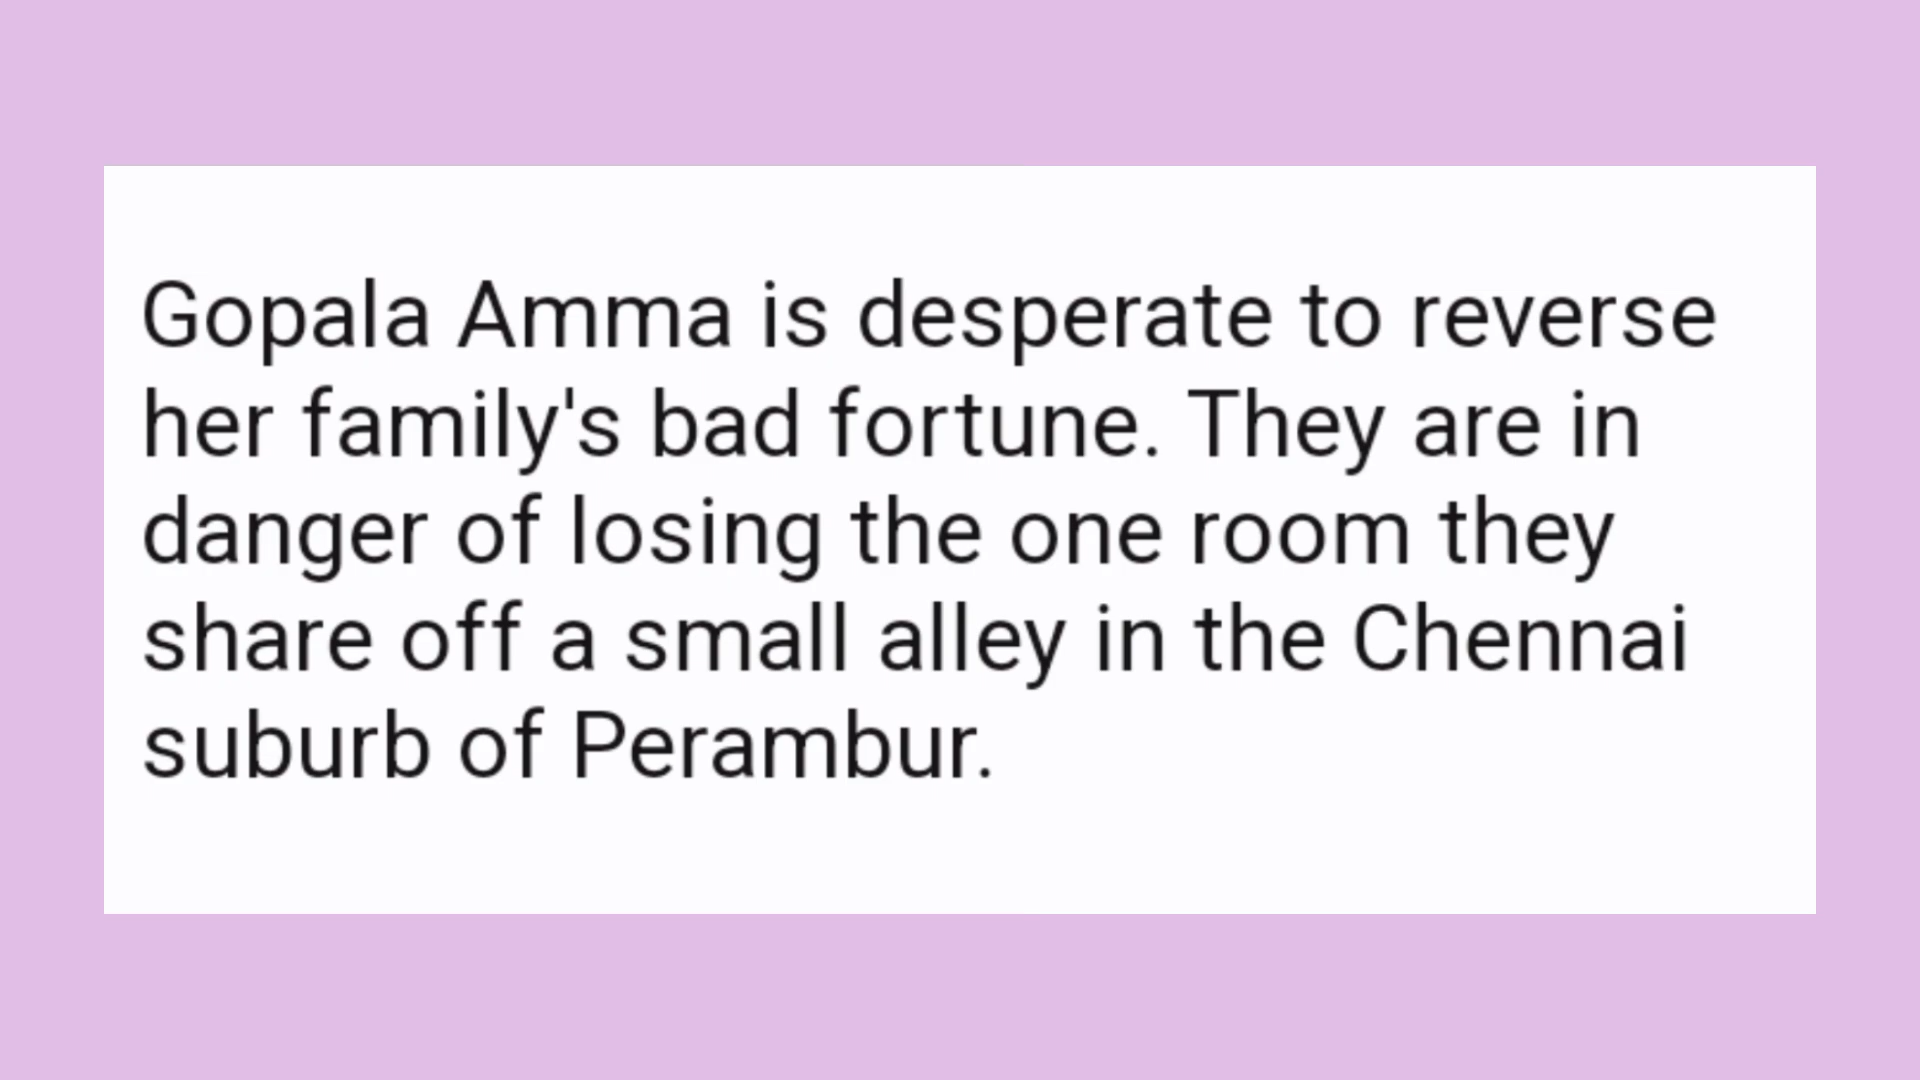 Gopala Amma is desperate to reverse
her family's bad fortune. They are in
danger of losing the one room they
share off a small alley in the Chennai
suburb of Perambur.